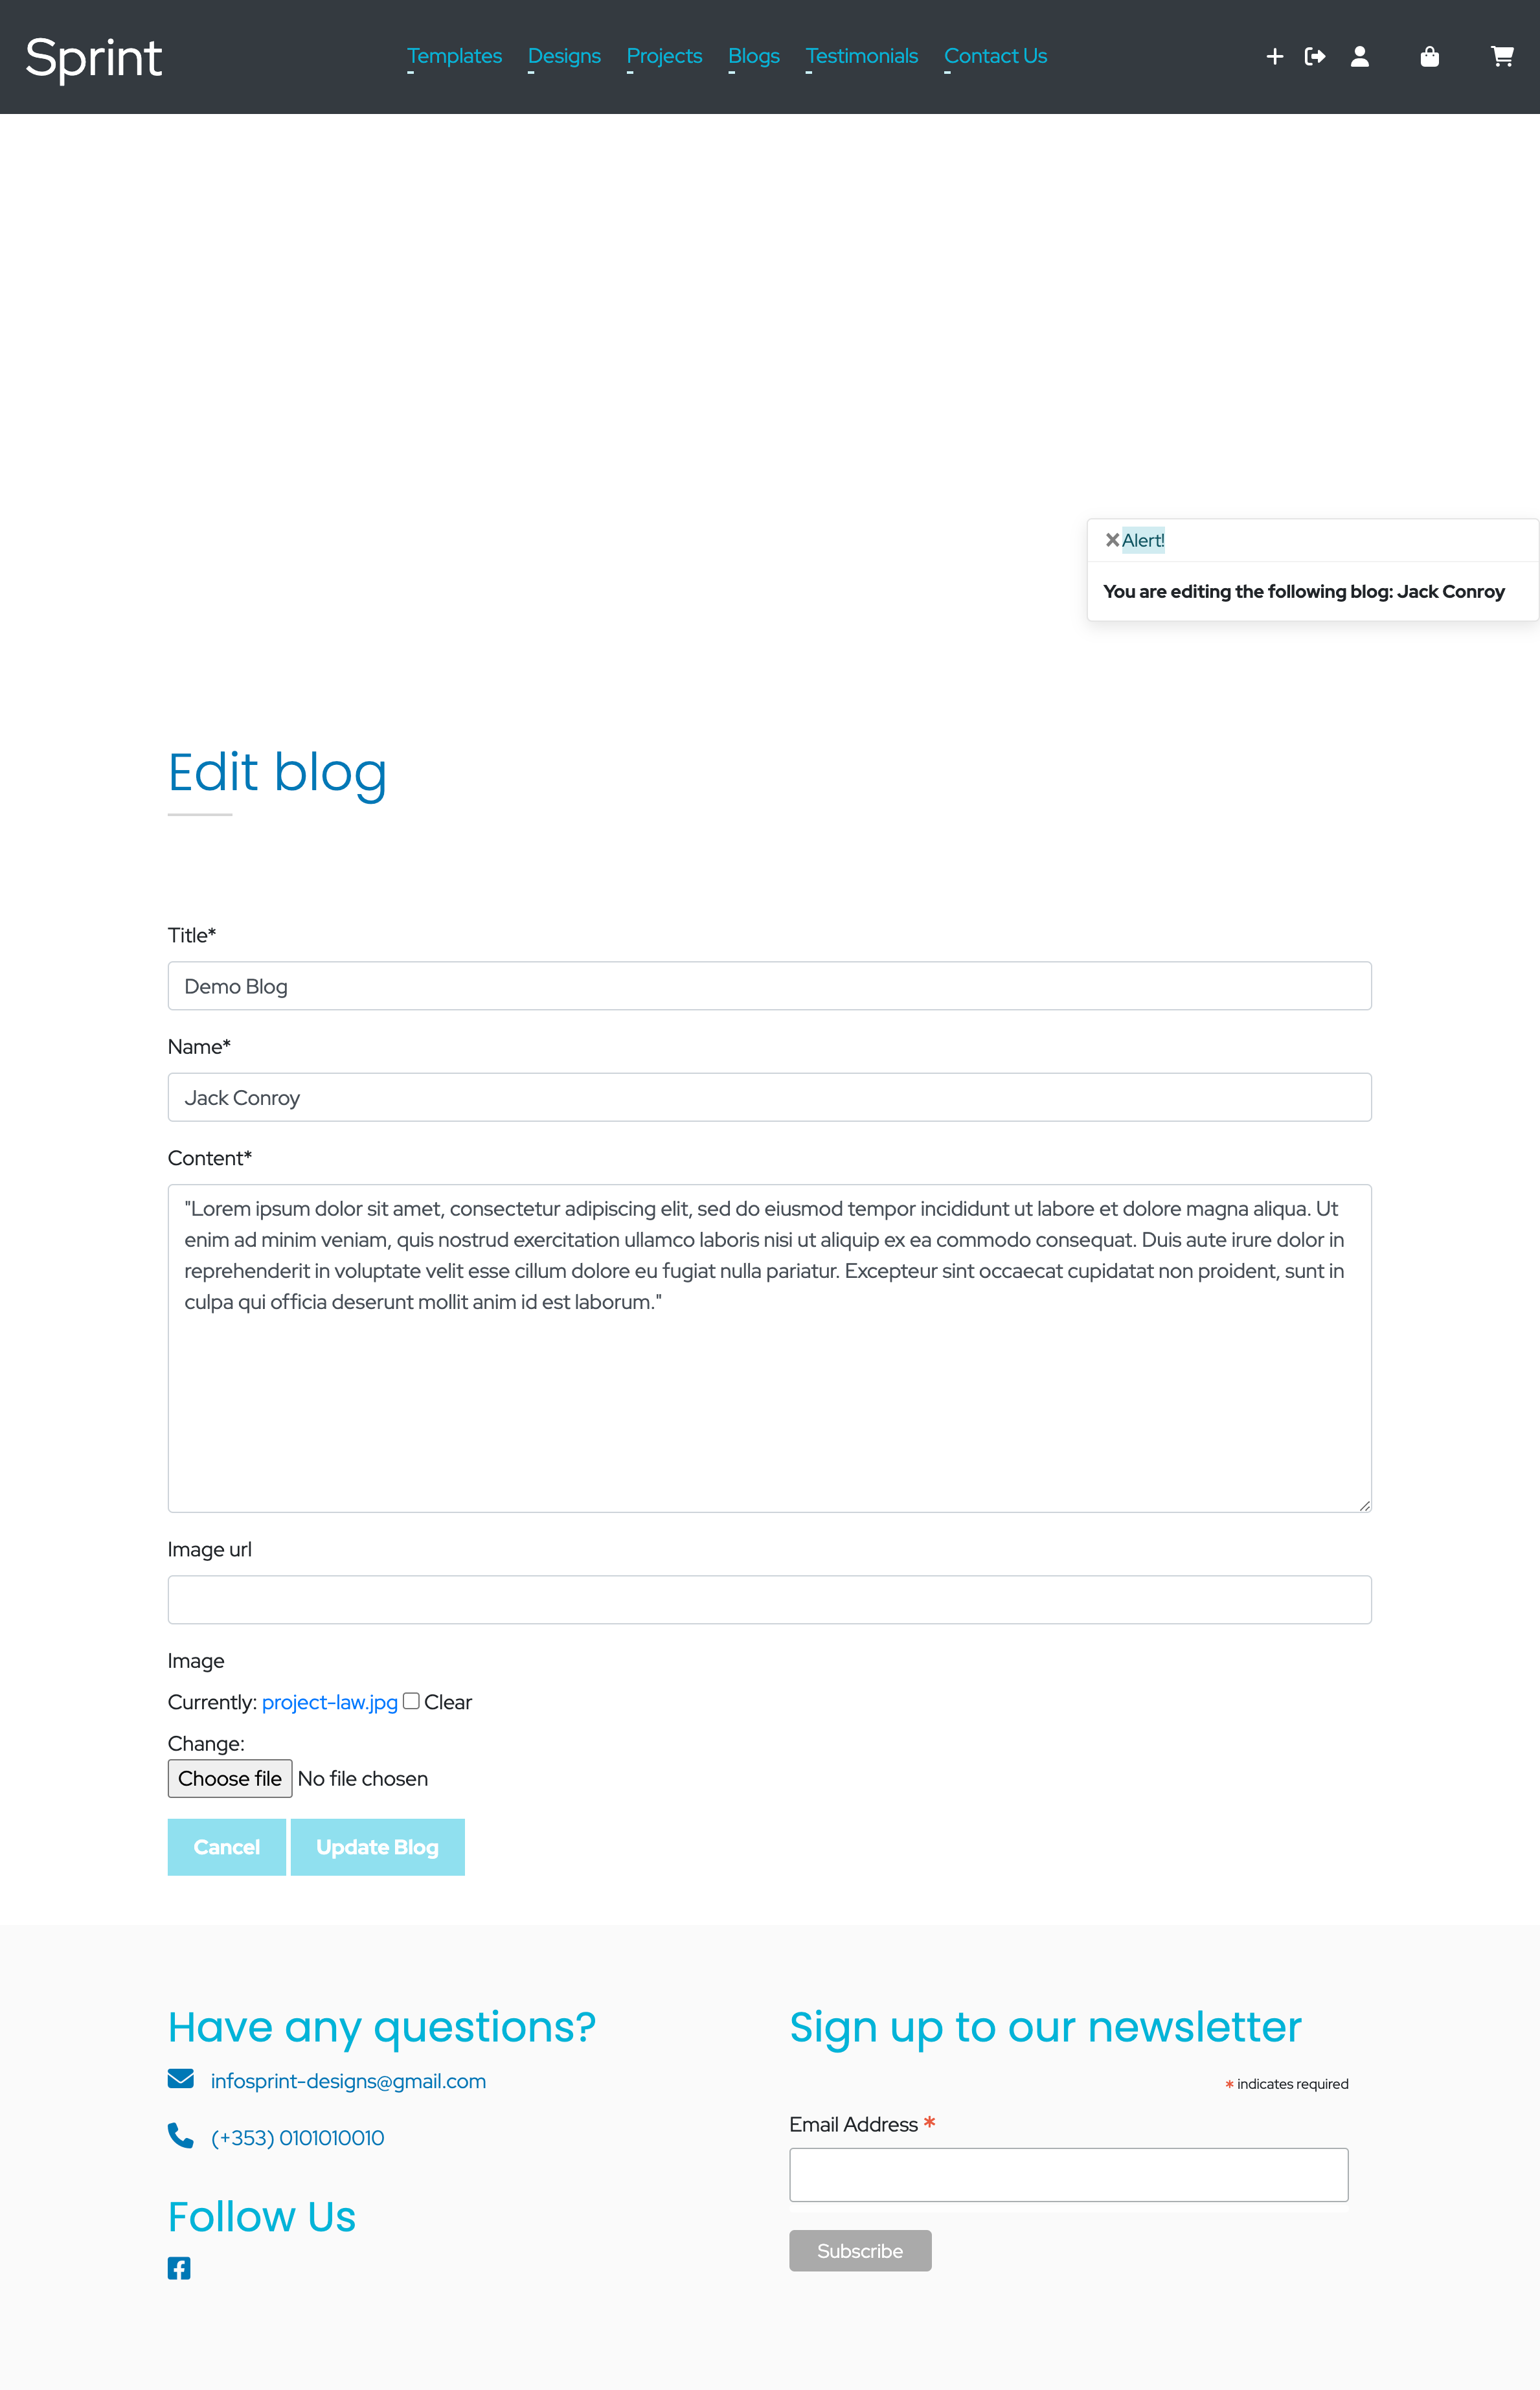 Sprint
Templates Designs Projects Blogs Testimonials Contact Us
Alert!
You are editing the following blog: Jack Conroy
Edit blog
Title*
Demo Blog
Name*
Jack Conroy
Content*
"Lorem ipsum dolor sit amet, consectetur adipiscing elit, sed do eiusmod tempor incididunt ut labore et dolore magna aliqua. Ut
enim ad minim veniam, quis nostrud exercitation ullamco laboris nisi ut aliquip ex ea commodo consequat. Duis aute irure dolor in
reprehenderit in voluptate velit esse cillum dolore eu fugiat nulla pariatur. Excepteur sint occaecat cupidatat non proident, sunt in
culpa qui officia deserunt mollit anim id est laborum."
Image url
Image
Currently: project-law.jpg Clear
Change:
Choose file No file chosen
Cancel Update Blog
Have any questions?
infosprint-designs@gmail.com
(+353) 0101010010
Follow Us
Sign up to our newsletter
* indicates required
Email Address *
Subscribe